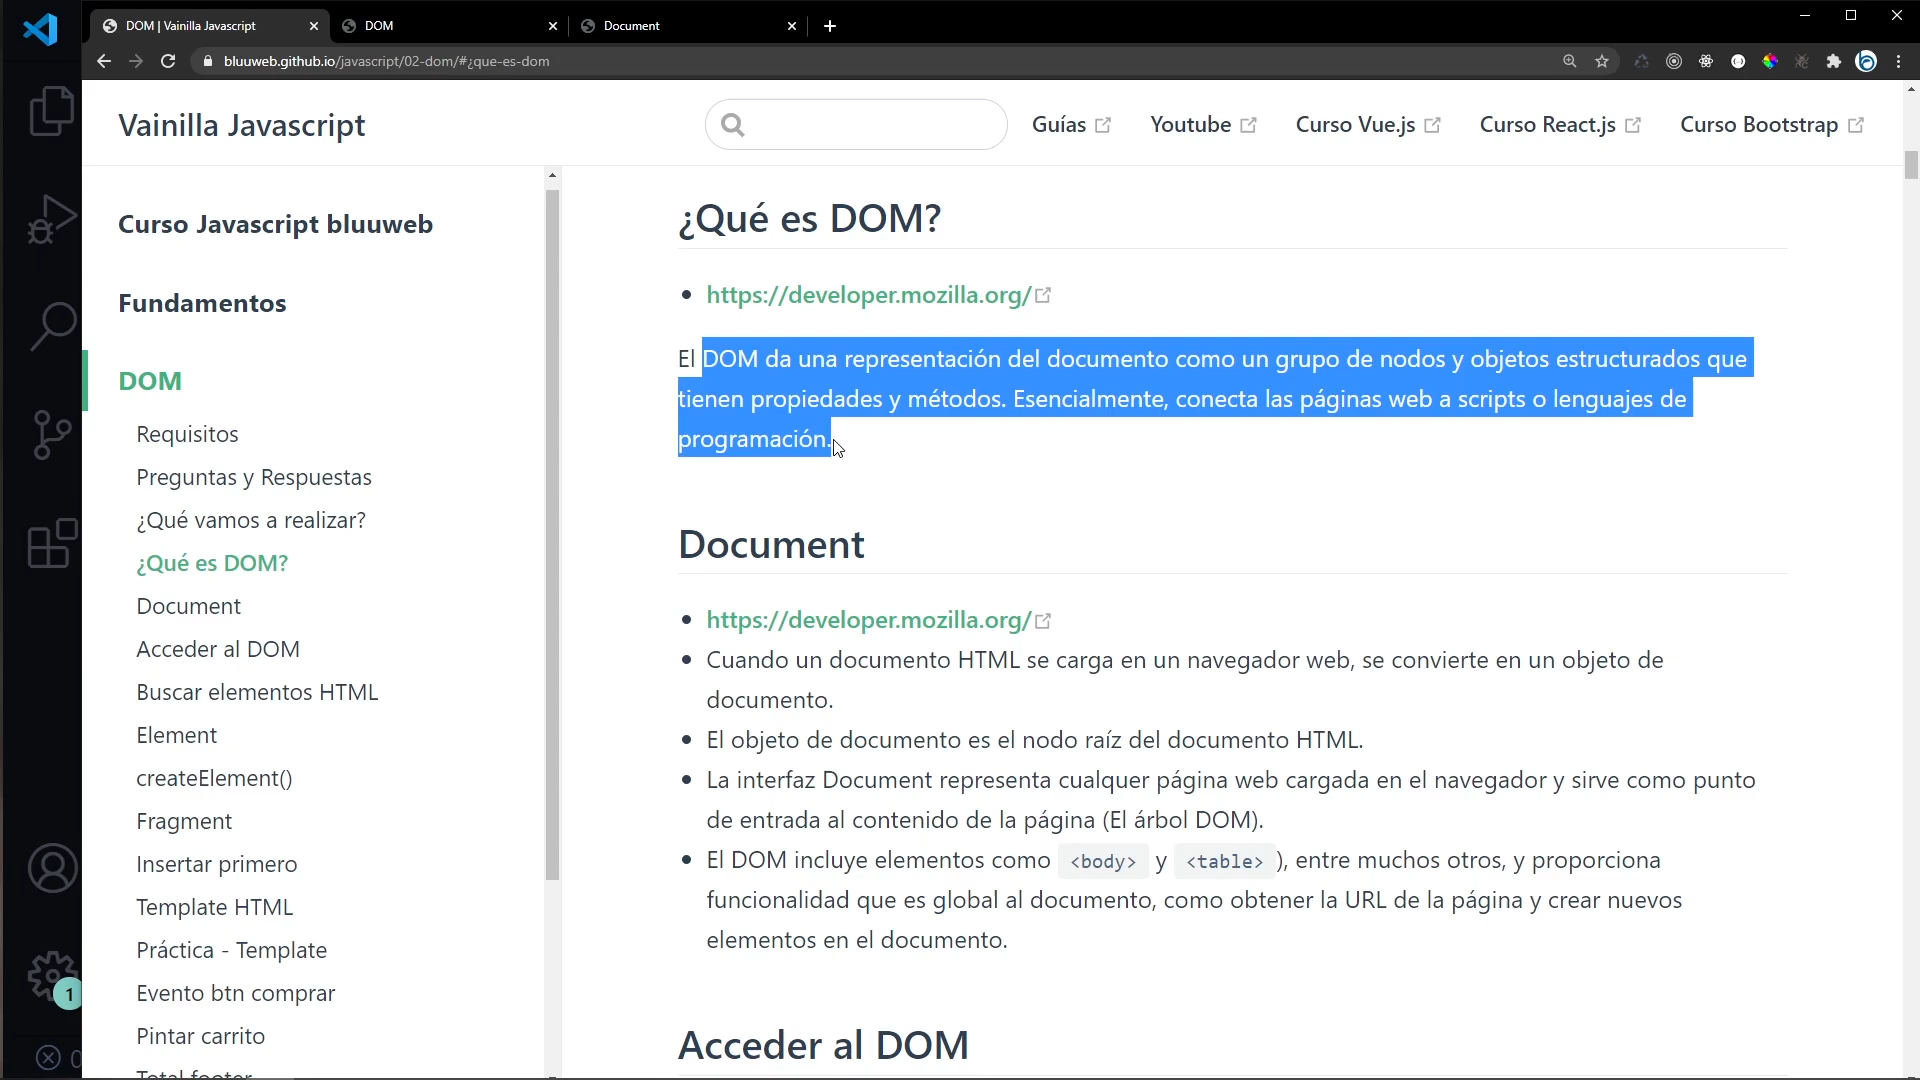 DOM | Vainilla Javascript
DOM
Document
bluuweb.github.io/javascript/02-dom/#¿que-es-dom
Vainilla Javascript
Guías
Youtube
Curso Vue.js
Curso React.js
Curso Bootstrap
Curso Javascript bluuweb
Fundamentos
DOM
Requisitos
Preguntas y Respuestas
¿Qué vamos a realizar?
¿Qué es DOM?
Document
Acceder al DOM
Buscar elementos HTML
Element
createElement()
Fragment
Insertar primero
Template HTML
Práctica - Template
Evento btn comprar
Pintar carrito
Total footer
¿Qué es DOM?
https://developer.mozilla.org/
El DOM da una representación del documento como un grupo de nodos y objetos estructurados que
tienen propiedades y métodos. Esencialmente, conecta las páginas web a scripts o lenguajes de
programación.
Document
https://developer.mozilla.org/
Cuando un documento HTML se carga en un navegador web, se convierte en un objeto de
documento.
El objeto de documento es el nodo raíz del documento HTML.
La interfaz Document representa cualquer página web cargada en el navegador y sirve como punto
de entrada al contenido de la página (El árbol DOM).
El DOM incluye elementos como <body> y <table> ), entre muchos otros, y proporciona
funcionalidad que es global al documento, como obtener la URL de la página y crear nuevos
elementos en el documento.
Acceder al DOM
1
0